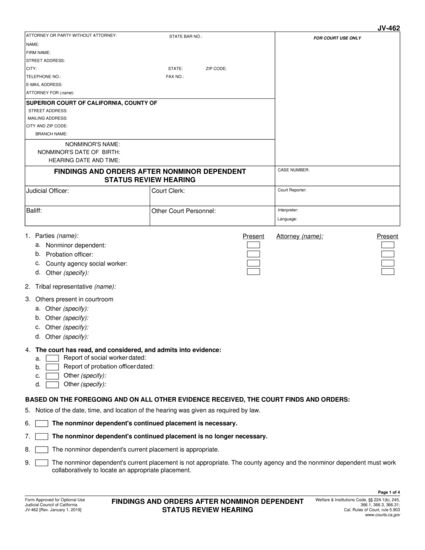 JV-462
ATTORNEY OR PARTY WITHOUT ATTORNEY: STATE BAR NO.:
FOR COURT USE ONLY
NAME:
FIRM NAME:
STREET ADDRESS:
CITY: STATE: ZIP CODE:
TELEPHONE NO.: FAX NO.:
E-MAIL ADDRESS:
ATTORNEY FOR (name):
SUPERIOR COURT OF CALIFORNIA, COUNTY OF
STREET ADDRESS:
MAILING ADDRESS:
CITY AND ZIP CODE:
BRANCH NAME:
NONMINOR'S NAME:
NONMINOR'S DATE OF BIRTH:
HEARING DATE AND TIME:
FINDINGS AND ORDERS AFTER NONMINOR DEPENDENT
STATUS REVIEW HEARING
CASE NUMBER:
Judicial Officer: Court Clerk: Court Reporter:
Bailiff: Other Court Personnel: Interpreter:
Language:
1. Parties (name): Present Attorney (name): Present
a. Nonminor dependent:
b. Probation officer:
c. County agency social worker:
d. Other (specify):
2. Tribal representative (name):
3. Others present in courtroom
a. Other (specify):
b. Other (specify):
c. Other (specify):
d. Other (specify):
4. The court has read, and considered, and admits into evidence:
a. Report of social worker dated:
b. Report of probation officer dated:
c. Other (specify):
d. Other (specify):
BASED ON THE FOREGOING AND ON ALL OTHER EVIDENCE RECEIVED, THE COURT FINDS AND ORDERS:
5. Notice of the date, time, and location of the hearing was given as required by law.
6. The nonminor dependent's continued placement is necessary.
7. The nonminor dependent's continued placement is no longer necessary.
8. The nonminor dependent's current placement is appropriate.
9. The nonminor dependent's current placement is not appropriate. The county agency and the nonminor dependent must work
collaboratively to locate an appropriate placement.
Page 1 of 4
Form Approved for Optional Use
Judicial Council of California
JV-462 [Rev. January 1, 2019]
FINDINGS AND ORDERS AFTER NONMINOR DEPENDENT
STATUS REVIEW HEARING
Welfare & Institutions Code, §§ 224.1(b), 245,
366.1, 366.3, 366.31;
Cal. Rules of Court, rule 5.903
www.courts.ca.gov